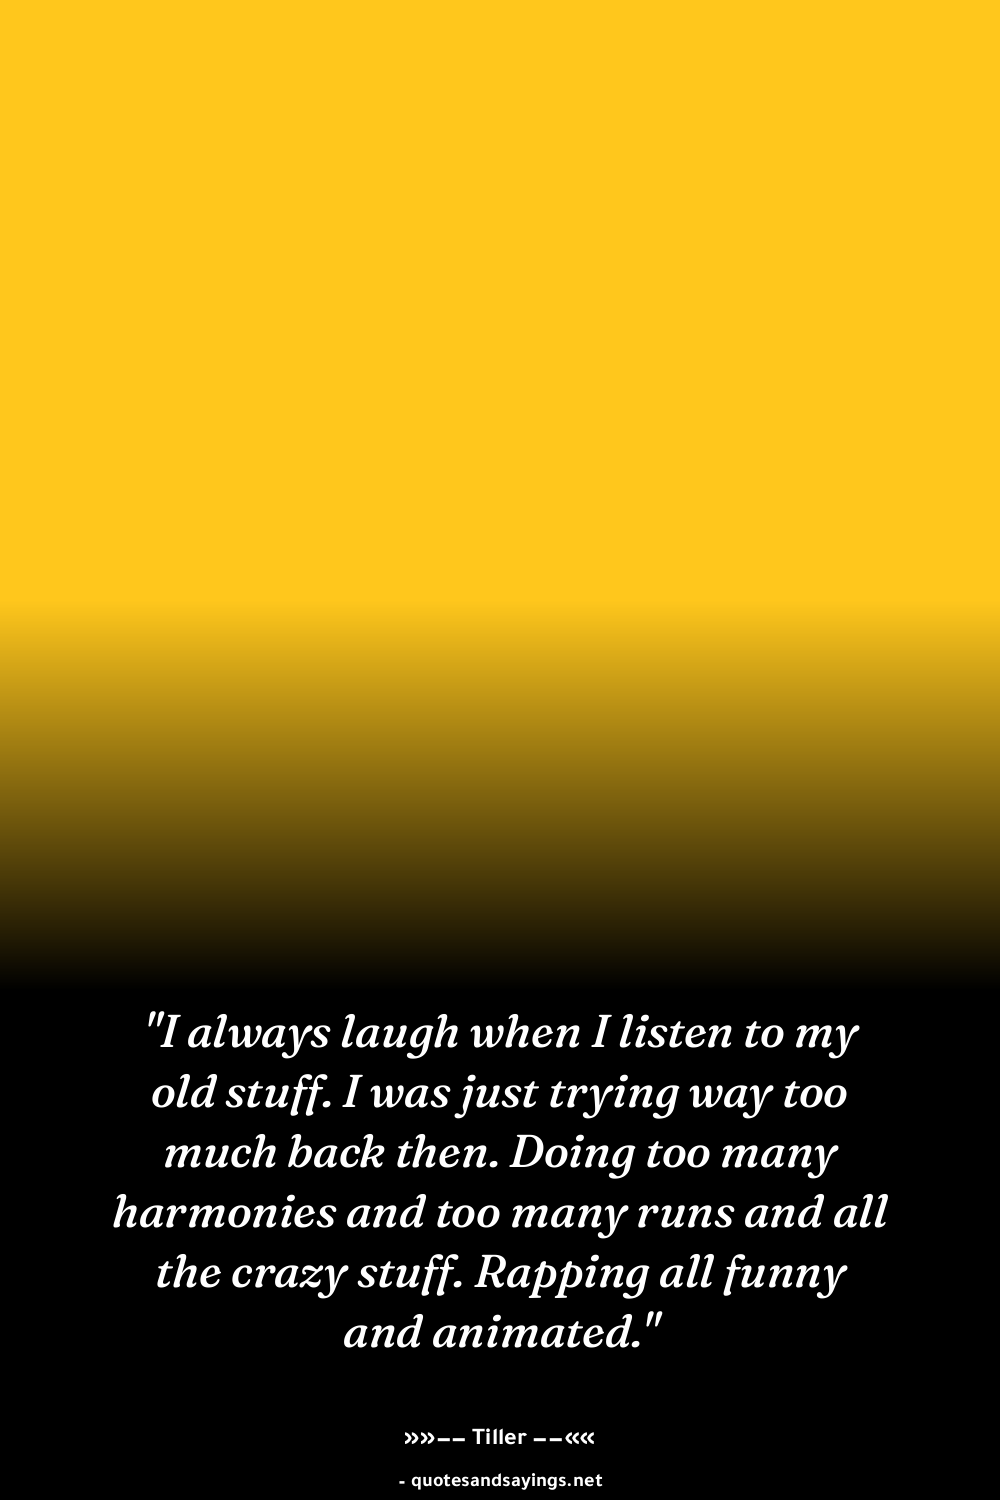 "I always laugh when I listen to my
old stuff. I was just trying way too
much back then. Doing too many
harmonies and too many runs and all
the crazy stuff. Rapping all funny
and animated."
»»−− Tiller −−««
- quotesandsayings.net